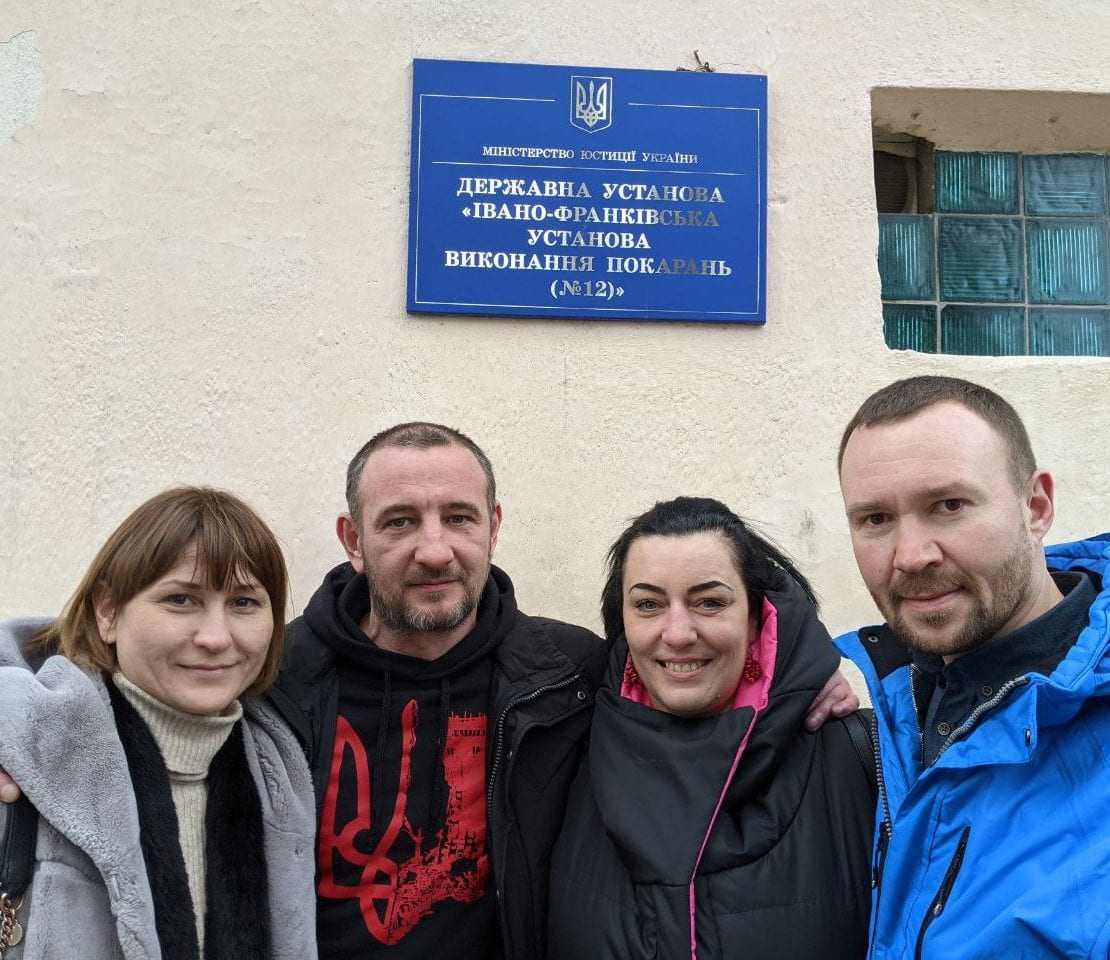 МІНІСТЕРСТВО ЮСТИЦІЇ УКРАЇНИ
ДЕРЖАВНА УСТАНОВА
«ІВАНО-ФРАНКІВСЬКА
УСТАНОВА
ВИКОНАННЯ ПОКАРАНЬ
(№12)»